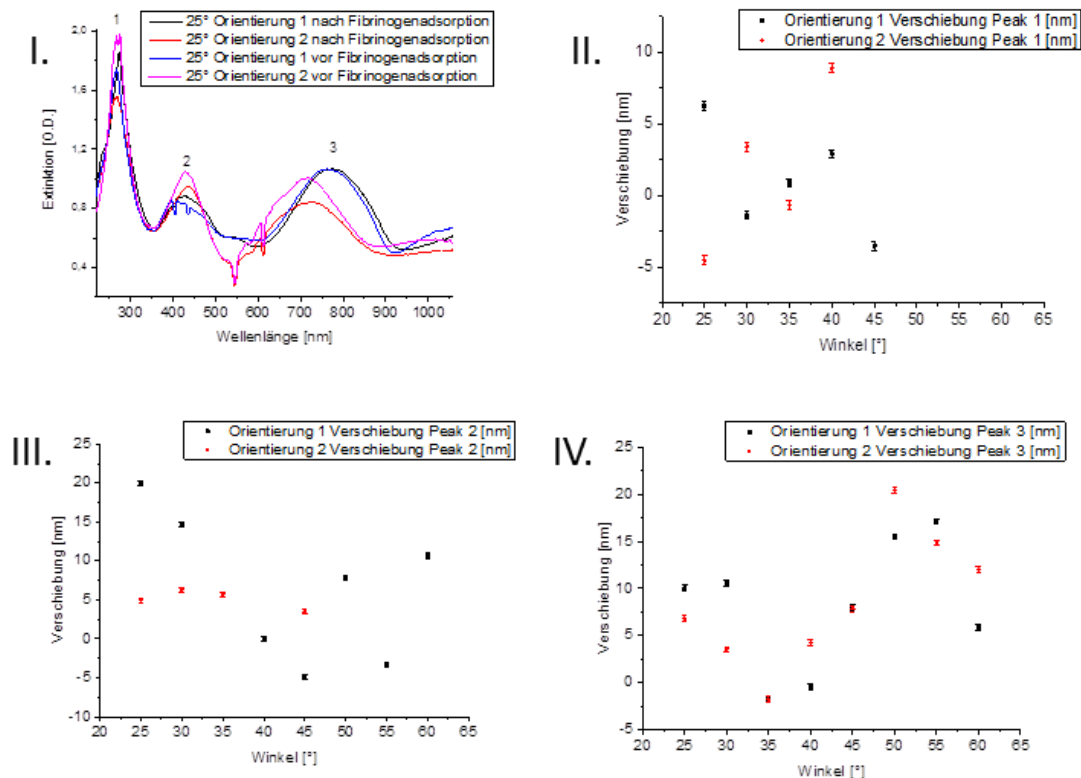 I.
1
2
3
25° Orientierung 1 nach Fibrinogenadsorption
25° Orientierung 2 nach Fibrinogenadsorption
25° Orientierung 1 vor Fibrinogenadsorption
25° Orientierung 2 vor Fibrinogenadsorption
Extinktion [O.D.]
2.0
1.6
1.2
0.8
0.4
300 400 500 600 700 800 900 1000
Wellenlänge [nm]
II.
Orientierung 1 Verschiebung Peak 1 [nm]
Orientierung 2 Verschiebung Peak 1 [nm]
Verschiebung [nm]
10
5
0
-5
20 25 30 35 40 45 50 55 60 65
Winkel [°]
III.
Orientierung 1 Verschiebung Peak 2 [nm]
Orientierung 2 Verschiebung Peak 2 [nm]
Verschiebung [nm]
25
20
15
10
5
0
-5
-10
20 25 30 35 40 45 50 55 60 65
Winkel [°]
IV.
Orientierung 1 Verschiebung Peak 3 [nm]
Orientierung 2 Verschiebung Peak 3 [nm]
Verschiebung [nm]
25
20
15
10
5
0
-5
20 25 30 35 40 45 50 55 60 65
Winkel [°]